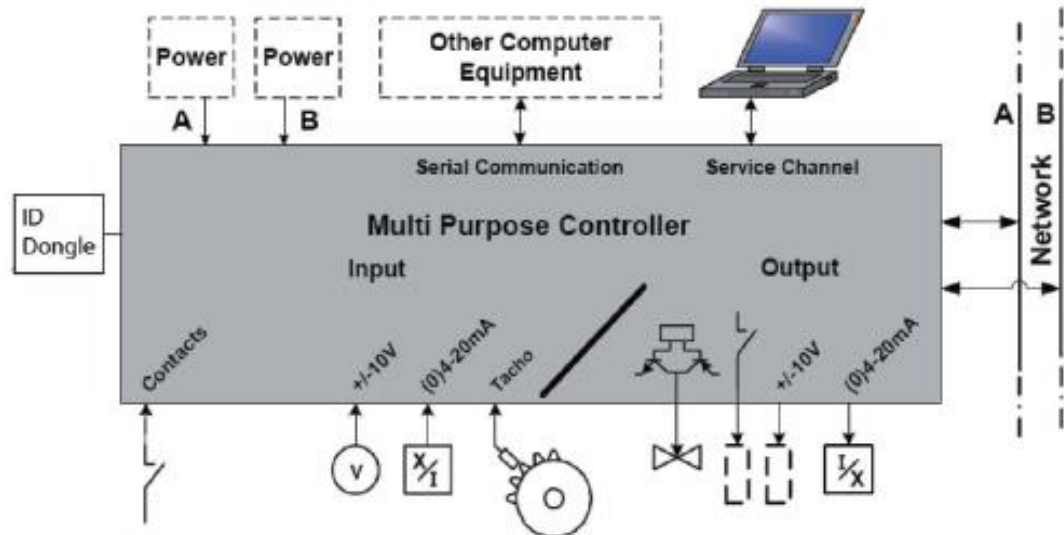 Power
Power
Other Computer
Equipment
A
B
A
B
Serial Communication
Service Channel
ID
Dongle
Multi Purpose Controller
Network
Input
Output
Contacts
+/-10V
(0)4-20mA
Tacho
+/-10V
(0)4-20mA
V
X/I
I/X